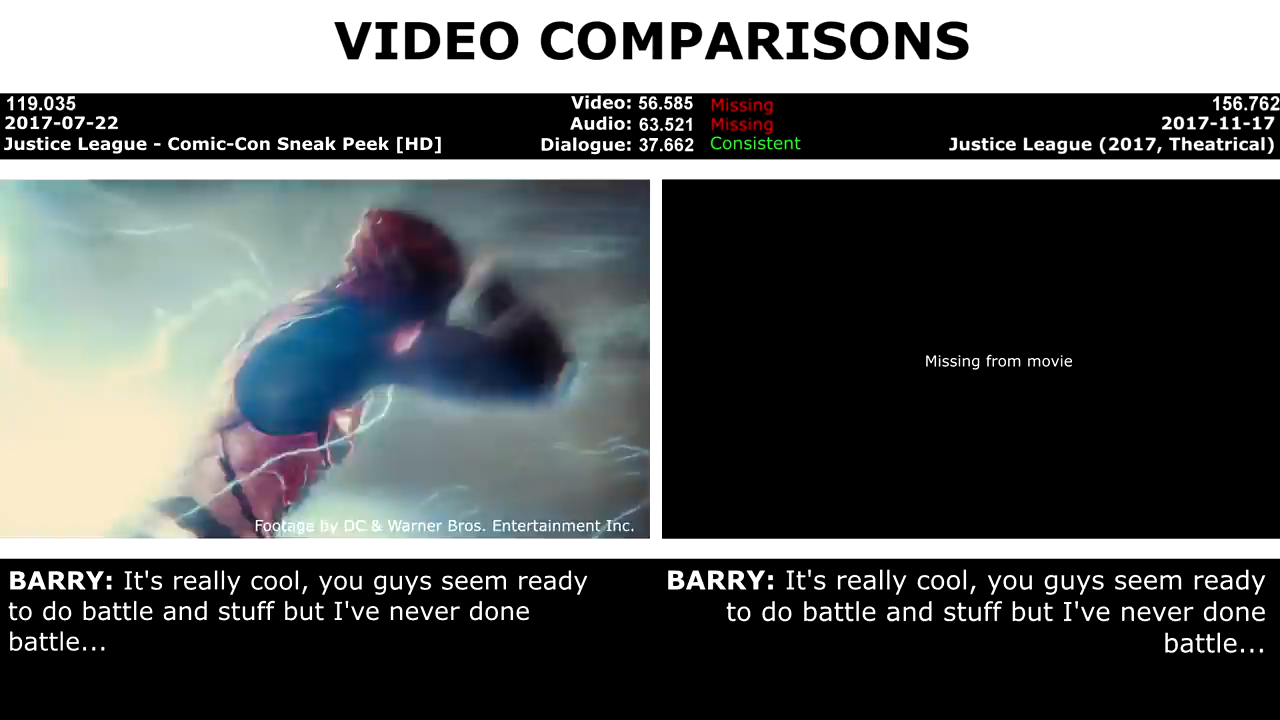 VIDEO COMPARISONS
119.035
2017-07-22
Justice League - Comic-Con Sneak Peek [HD]
Video: 56.585 Missing
Audio: 63.521 Missing
Dialogue: 37.662 Consistent
156.762
2017-11-17
Justice League (2017, Theatrical)
Footage by DC & Warner Bros. Entertainment Inc.
Missing from movie
BARRY: It's really cool, you guys seem ready
to do battle and stuff but I've never done
battle...
BARRY: It's really cool, you guys seem ready
to do battle and stuff but I've never done
battle...